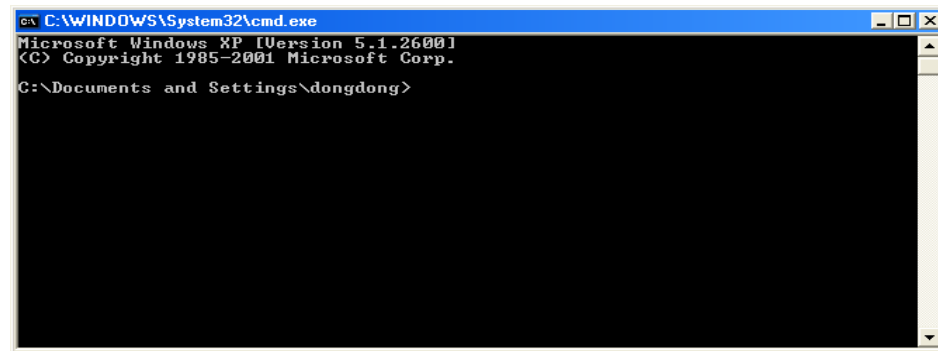 C:\WINDOWS\System32\cmd.exe
Microsoft Windows XP [Version 5.1.2600]
(C) Copyright 1985-2001 Microsoft Corp.
C:\Documents and Settings\dongdong>